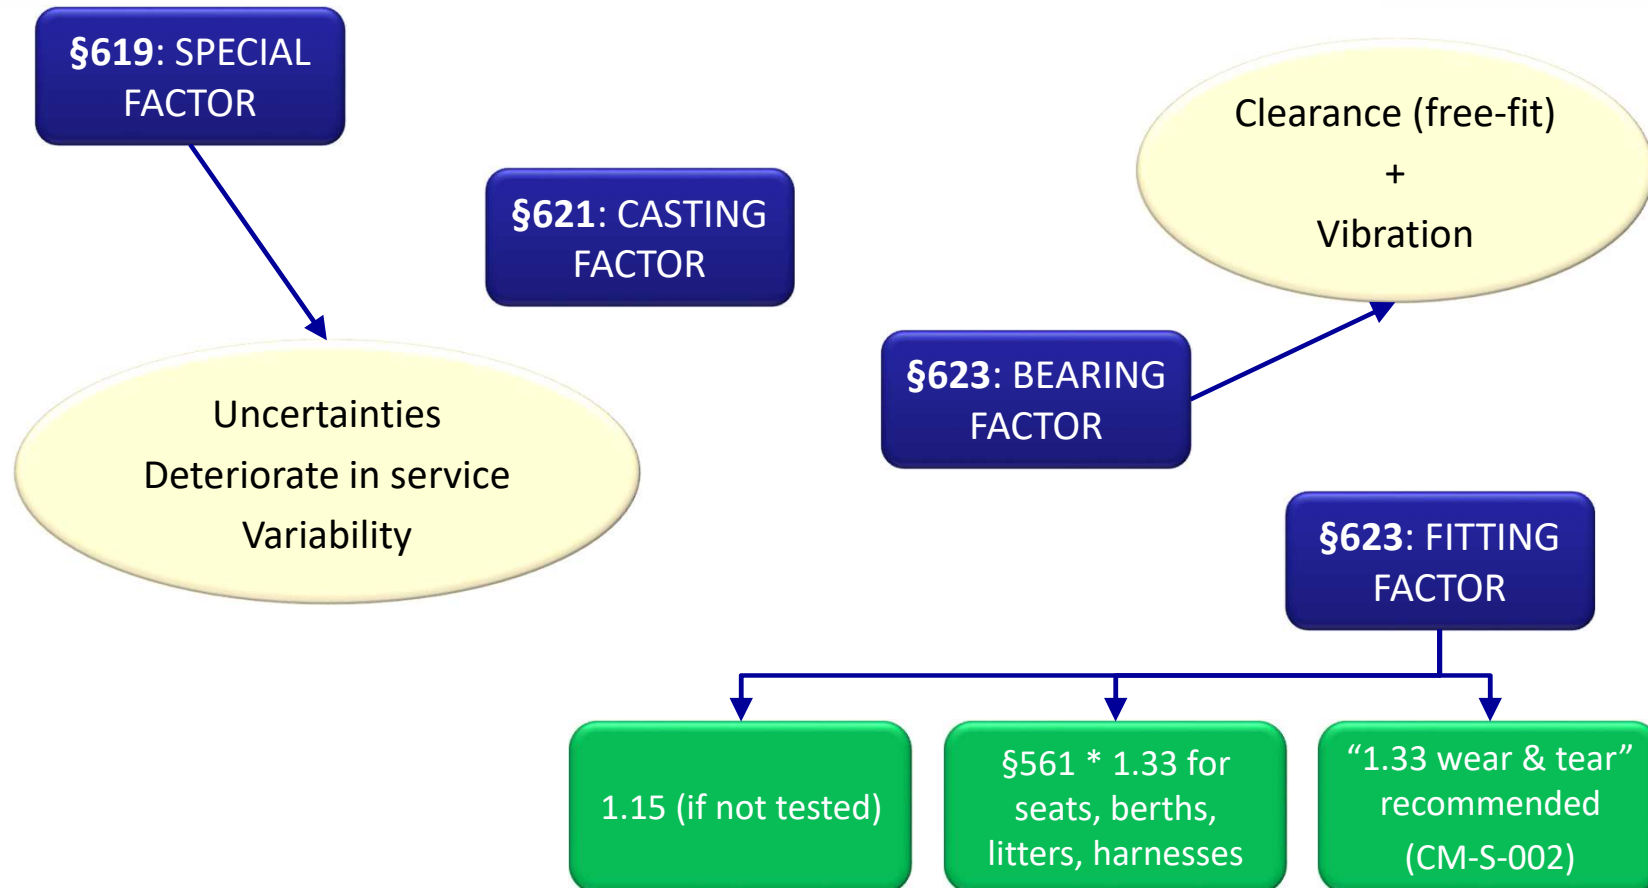 §619: SPECIAL
FACTOR
Clearance (free-fit)
+
Vibration
§621: CASTING
FACTOR
§623: BEARING
FACTOR
Uncertainties
Deteriorate in service
Variability
§623: FITTING
FACTOR
1.15 (if not tested)
§561 * 1.33 for
seats, berths,
litters, harnesses
“1.33 wear & tear”
recommended
(CM-S-002)